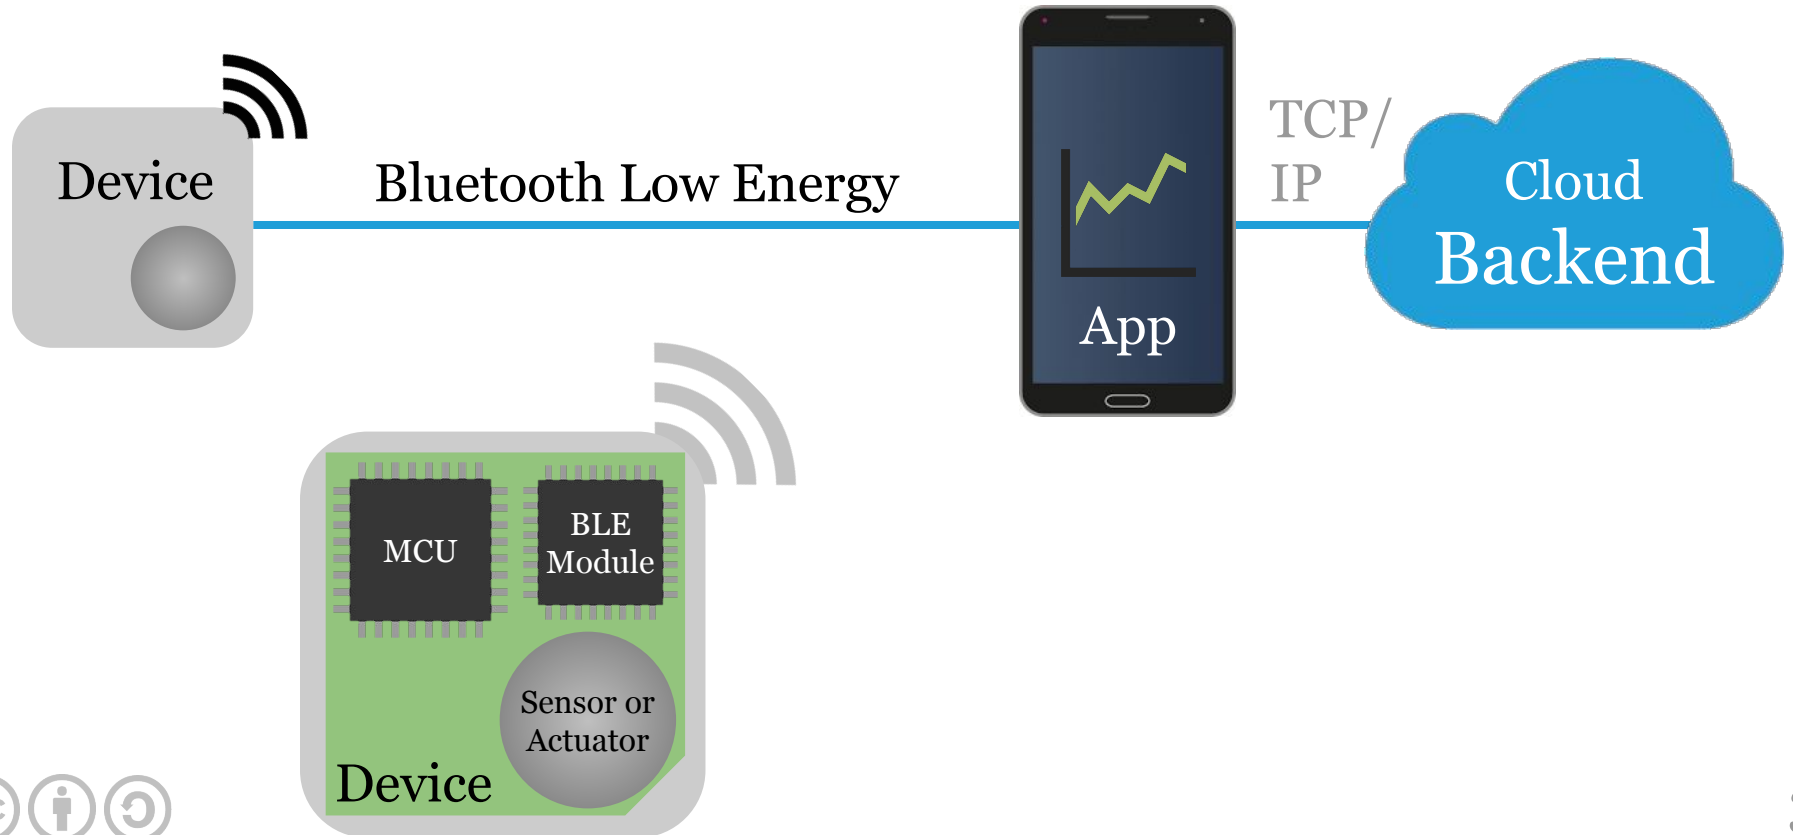 Device
Bluetooth Low Energy
App
TCP/
IP
Cloud
Backend
MCU
BLE
Module
Sensor or
Actuator
Device